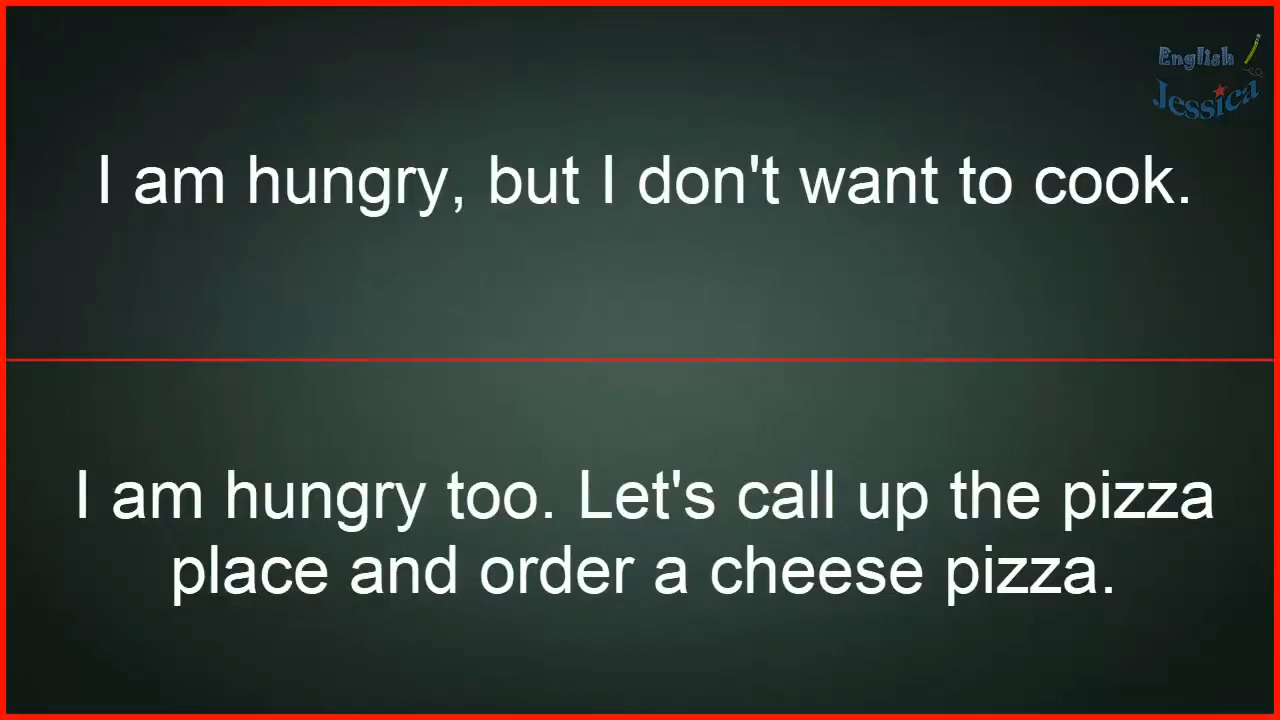 English
Jessica
I am hungry, but I don't want to cook.
I am hungry too. Let's call up the pizza
place and order a cheese pizza.